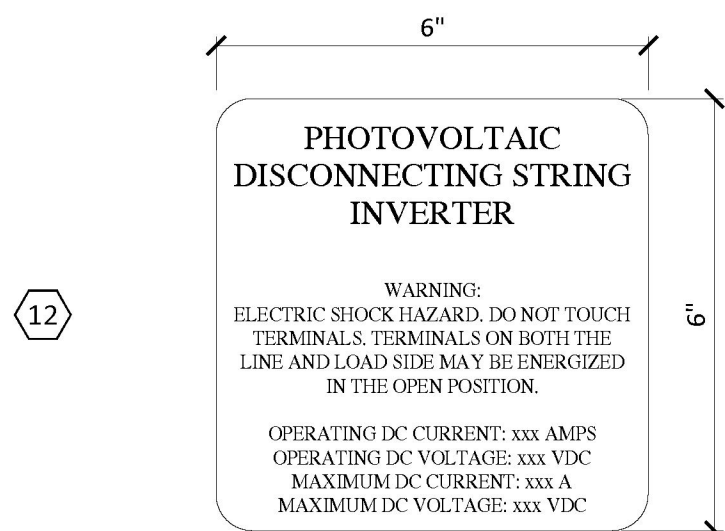 6"
PHOTOVOLTAIC
DISCONNECTING STRING
INVERTER
12
WARNING:
ELECTRIC SHOCK HAZARD. DO NOT TOUCH
TERMINALS. TERMINALS ON BOTH THE
LINE AND LOAD SIDE MAY BE ENERGIZED
IN THE OPEN POSITION.
6"
OPERATING DC CURRENT: xxx AMPS
OPERATING DC VOLTAGE: xxx VDC
MAXIMUM DC CURRENT: xxx A
MAXIMUM DC VOLTAGE: xxx VDC